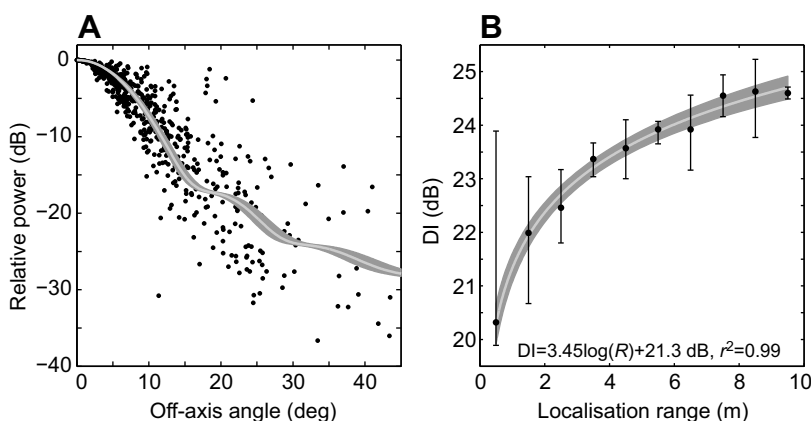 A
0
−10
−20
−30
−40
Relative power (dB)
0 10 20 30 40
Off-axis angle (deg)
B
25
24
23
22
21
20
DI (dB)
DI=3.45log(R)+21.3 dB, r²=0.99
0 2 4 6 8 10
Localisation range (m)